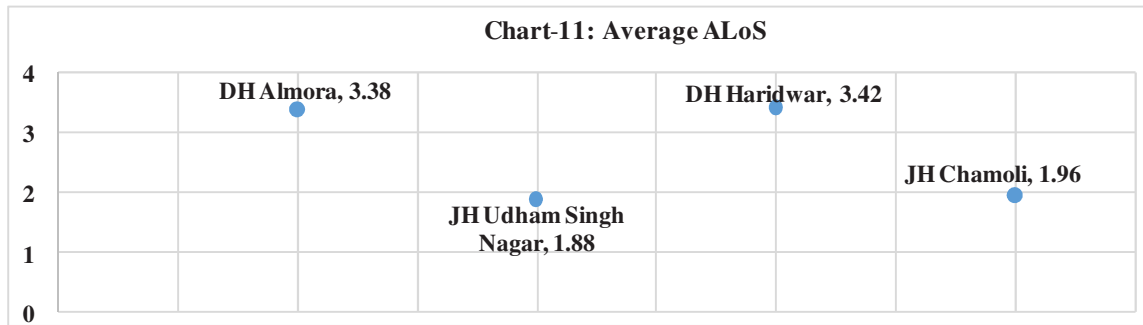 Chart-11: Average ALoS
4
DH Almora, 3.38
DH Haridwar, 3.42
3
JH Chamoli, 1.96
2
JH Udham Singh
Nagar, 1.88
1
0